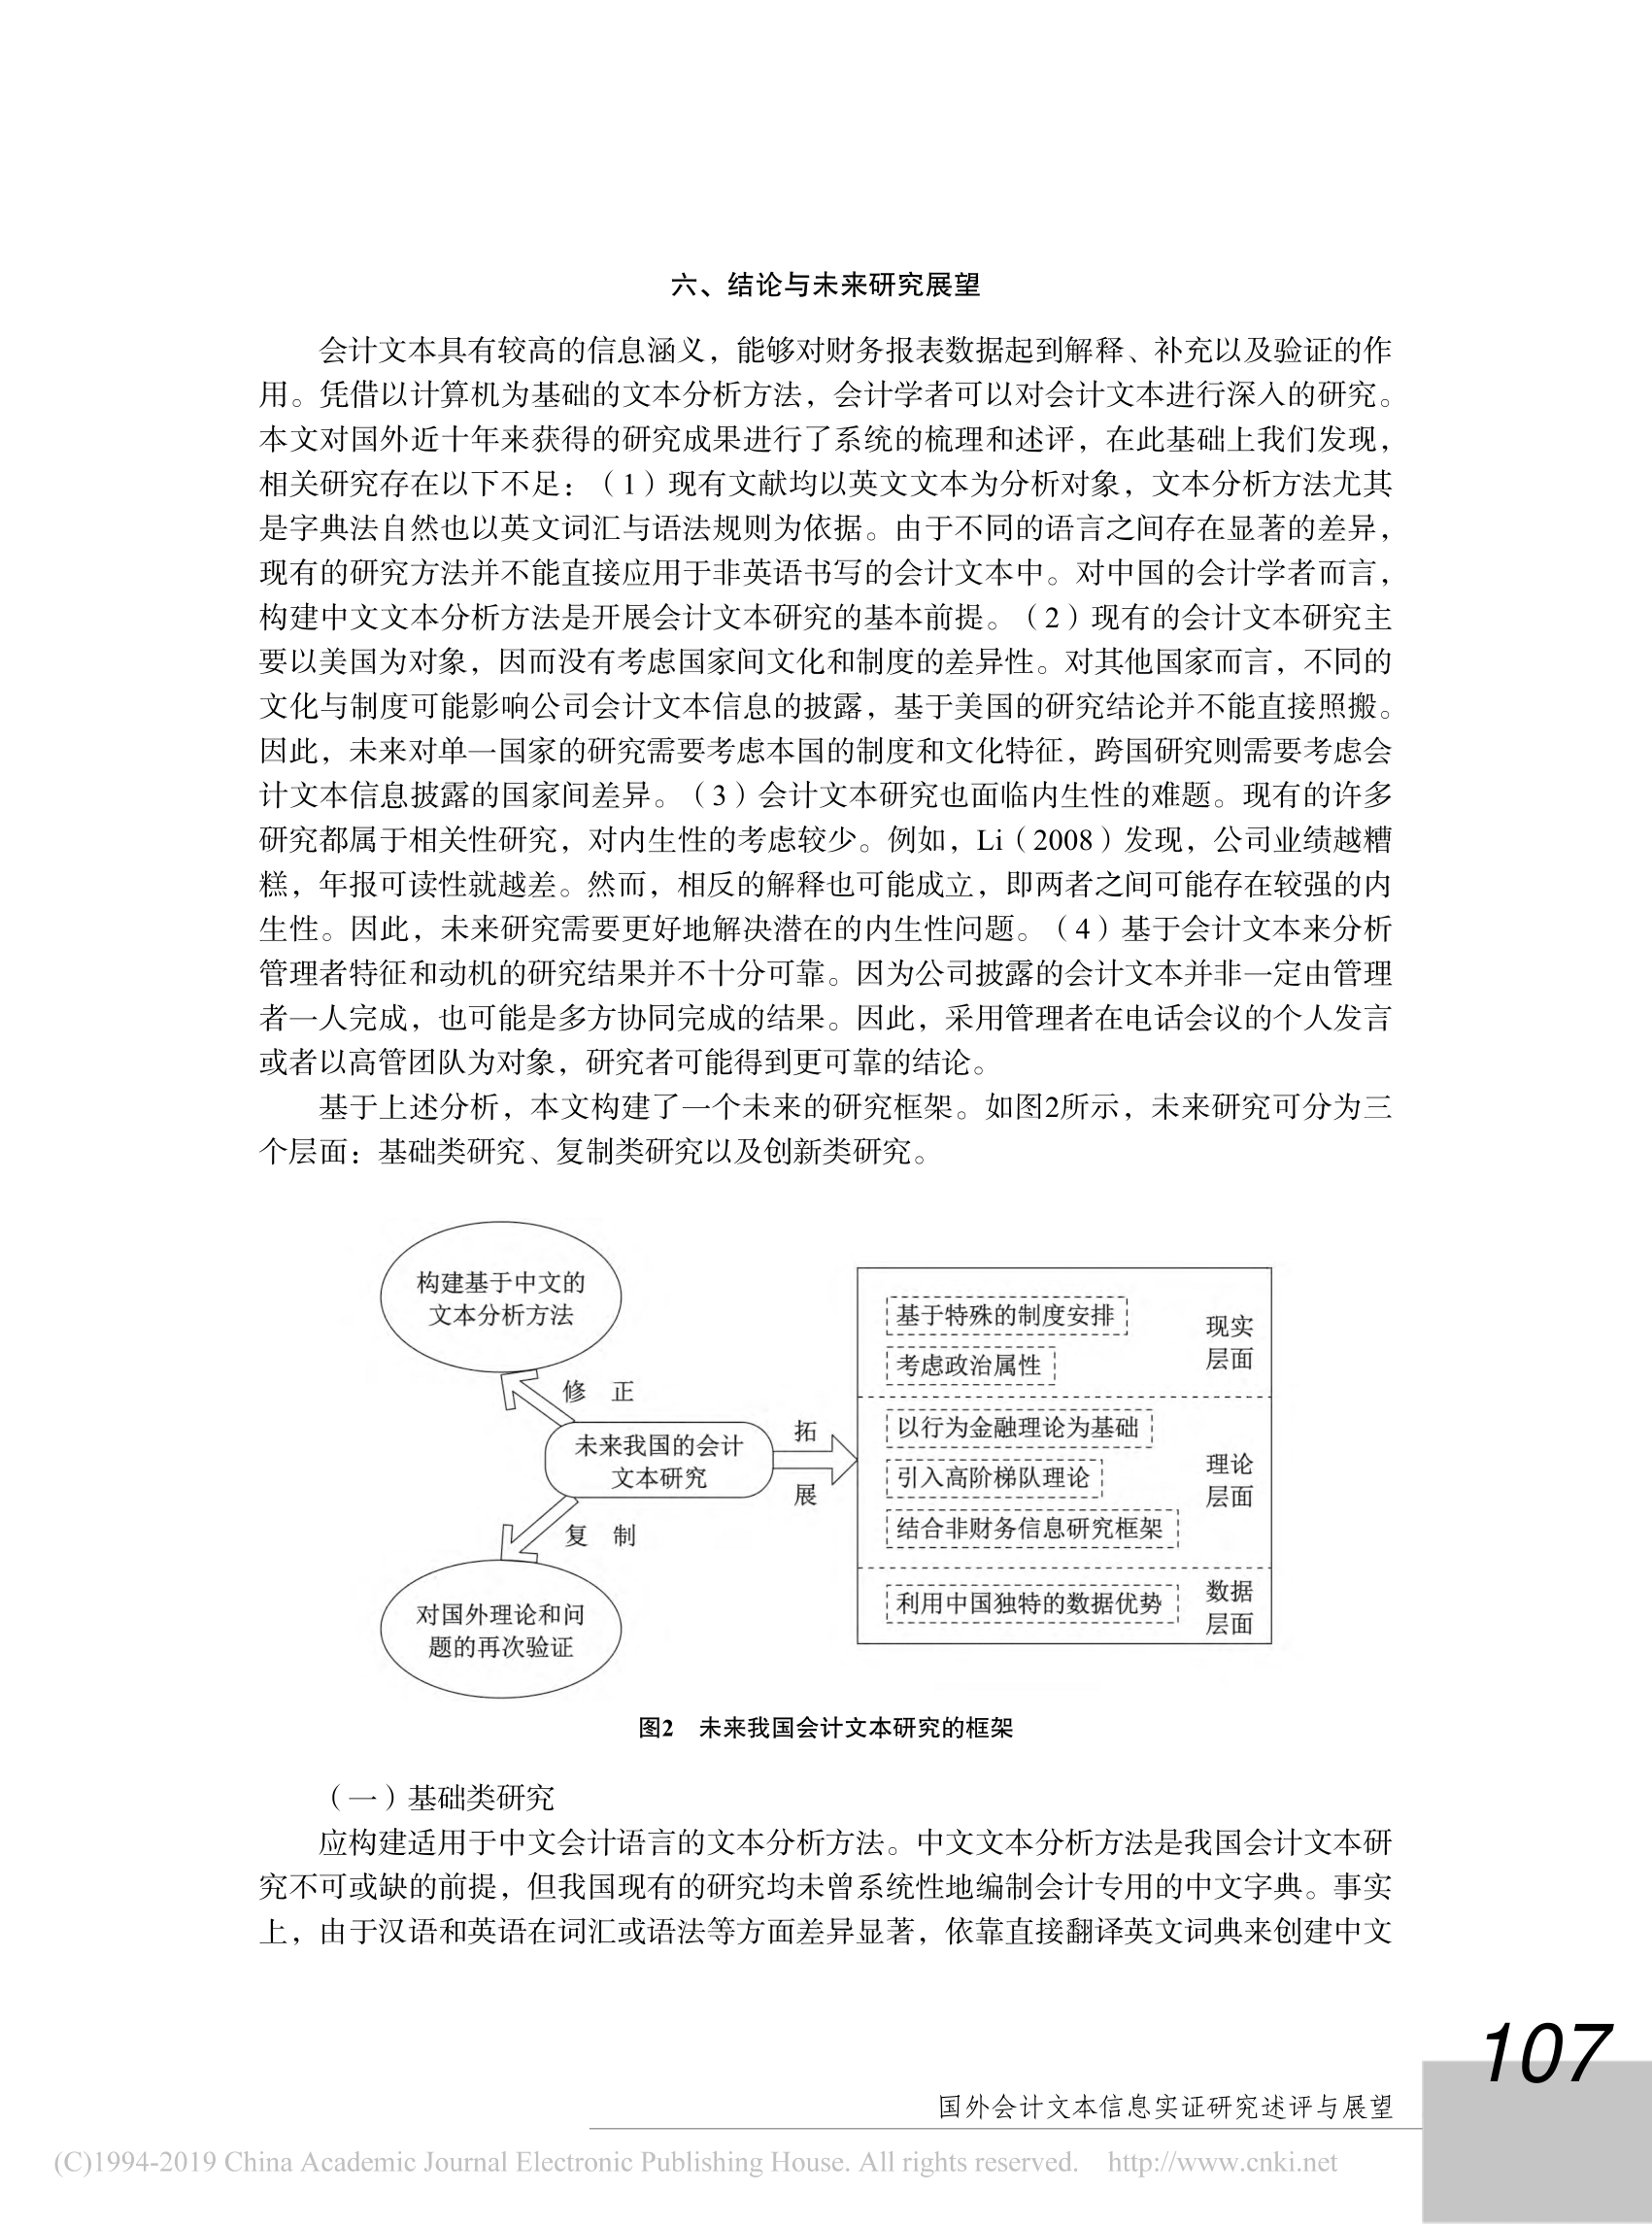 六、结论与未来研究展望
会计文本具有较高的信息涵义，能够对财务报表数据起到解释、补充以及验证的作
用。凭借以计算机为基础的文本分析方法，会计学者可以对会计文本进行深入的研究。
本文对国外近十年来获得的研究成果进行了系统的梳理和述评，在此基础上我们发现，
相关研究存在以下不足：（1）现有文献均以英文文本为分析对象，文本分析方法尤其
是字典法自然也以英文词汇与语法规则为依据。由于不同的语言之间存在显著的差异，
现有的研究方法并不能直接应用于非英语书写的会计文本中。对中国的会计学者而言，
构建中文文本分析方法是开展会计文本研究的基本前提。（2）现有的会计文本研究主
要以美国为对象，因而没有考虑国家间文化和制度的差异性。对其他国家而言，不同的
文化与制度可能影响公司会计文本信息的披露，基于美国的研究结论并不能直接照搬。
因此，未来对单一国家的研究需要考虑本国的制度和文化特征，跨国研究则需要考虑会
计文本信息披露的国家间差异。（3）会计文本研究也面临内生性的难题。现有的许多
研究都属于相关性研究，对内生性的考虑较少。例如，Li（2008）发现，公司业绩越糟
糕，年报可读性就越差。然而，相反的解释也可能成立，即两者之间可能存在较强的内
生性。因此，未来研究需要更好地解决潜在的内生性问题。（4）基于会计文本来分析
管理者特征和动机的研究结果并不十分可靠。因为公司披露的会计文本并非一定由管理
者一人完成，也可能是多方协同完成的结果。因此，采用管理者在电话会议的个人发言
或者以高管团队为对象，研究者可能得到更可靠的结论。
基于上述分析，本文构建了一个未来的研究框架。如图2所示，未来研究可分为三
个层面：基础类研究、复制类研究以及创新类研究。
构建基于中文的
文本分析方法
修 正
未来我国的会计
文本研究
复 制
对国外理论和问
题的再次验证
拓
展
基于特殊的制度安排
考虑政治属性
现实
层面
以行为金融理论为基础
引入高阶梯队理论
结合非财务信息研究框架
理论
层面
利用中国独特的数据优势
数据
层面
图2 未来我国会计文本研究的框架
（一）基础类研究
应构建适用于中文会计语言的文本分析方法。中文文本分析方法是我国会计文本研
究不可或缺的前提，但我国现有的研究均未曾系统性地编制会计专用的中文字典。事实
上，由于汉语和英语在词汇或语法等方面差异显著，依靠直接翻译英文词典来创建中文
107
国外会计文本信息实证研究述评与展望
(C)1994-2019 China Academic Journal Electronic Publishing House. All rights reserved. http://www.cnki.net